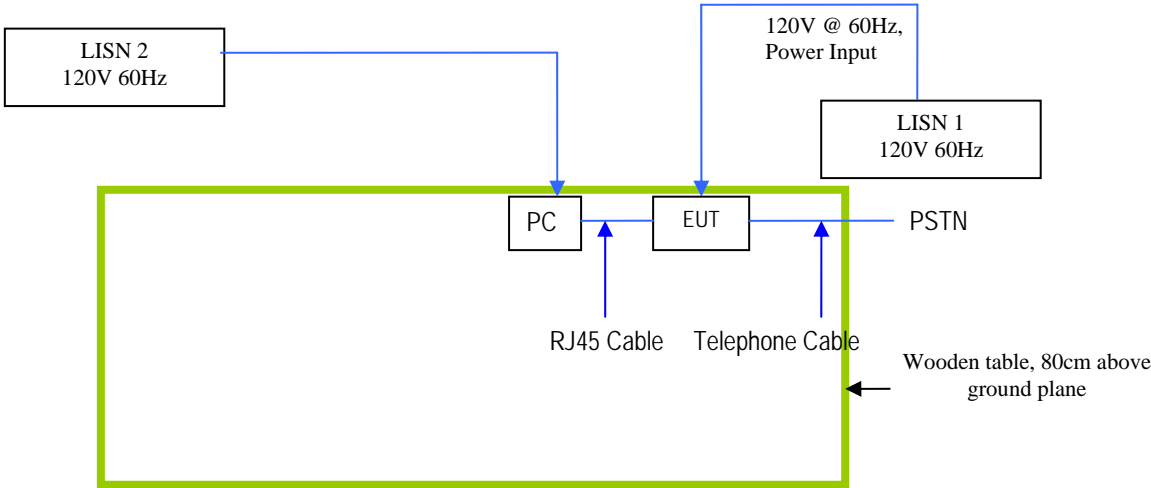 120V @ 60Hz,
Power Input
LISN 2
120V 60Hz
LISN 1
120V 60Hz
PC
EUT
PSTN
RJ45 Cable
Telephone Cable
Wooden table, 80cm above
ground plane